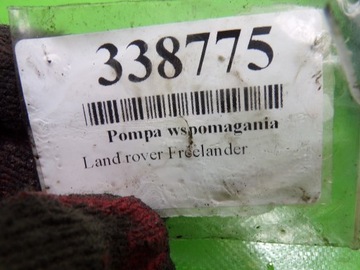 338775
Pompa wspomagania
Land rover Freelander